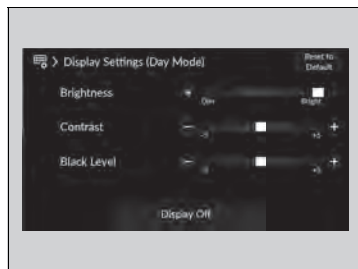 Display Settings (Day Mode)
Reset to
Default
Brightness
Dim
Bright
Contrast
-5
+5
Black Level
-5
+5
Display Off